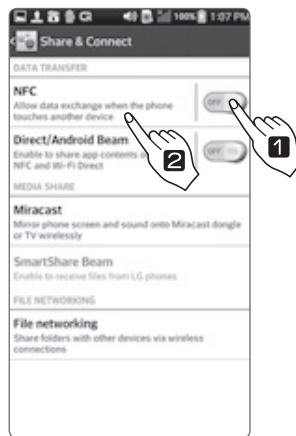 100% 1:07 PM
Share & Connect
DATA TRANSFER
NFC
Allow data exchange when the phone
touches another device
OFF
1
2
Direct/Android Beam
Enable to share app contents
NFC and Wi-Fi Direct
OFF
MEDIA SHARE
Miracast
Mirror phone screen and sound onto Miracast dongle
or TV wirelessly
SmartShare Beam
Enable to receive files from LG phones
FILE NETWORKING
File networking
Share folders with other devices via wireless
connections